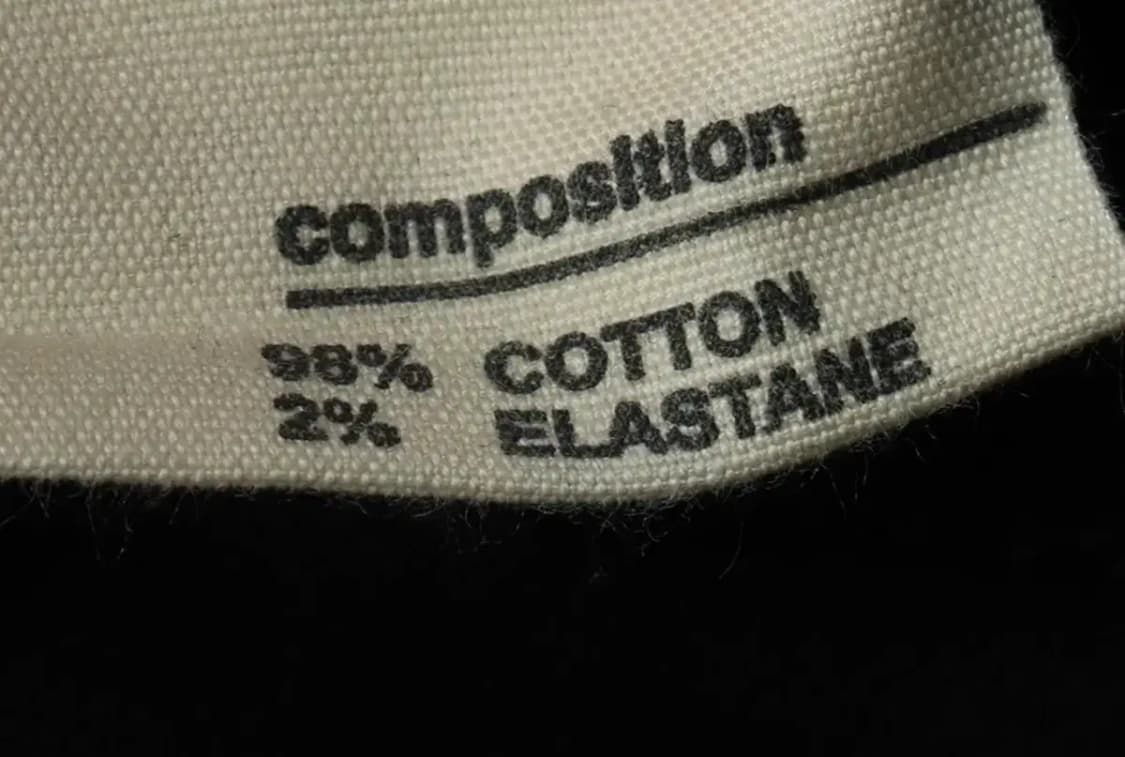 composition
98% COTTON
2% ELASTANE